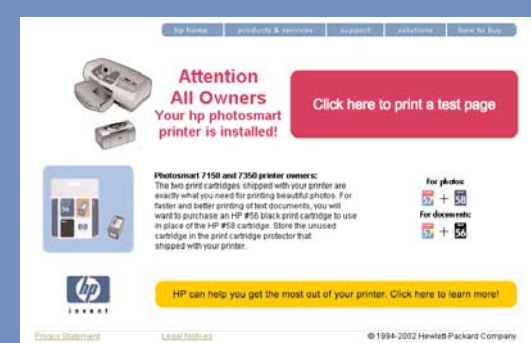 hp home products & services support solutions how to buy
Attention
All Owners
Your hp photosmart
printer is installed!
Click here to print a test page
Photosmart 7150 and 7350 printer owners:
The two print cartridges shipped with your printer are
exactly what you need for printing beautiful photos. For
faster and better printing of text documents, you will
want to purchase an HP #56 black print cartridge to use
in place of the HP #58 cartridge. Store the unused
cartridge in the print cartridge protector that
shipped with your printer.
For photos:
57 + 58
For documents:
57 + 56
56
hp
invent
HP can help you get the most out of your printer. Click here to learn more!
Privacy Statement Legal Notices © 1994-2002 Hewlett-Packard Company